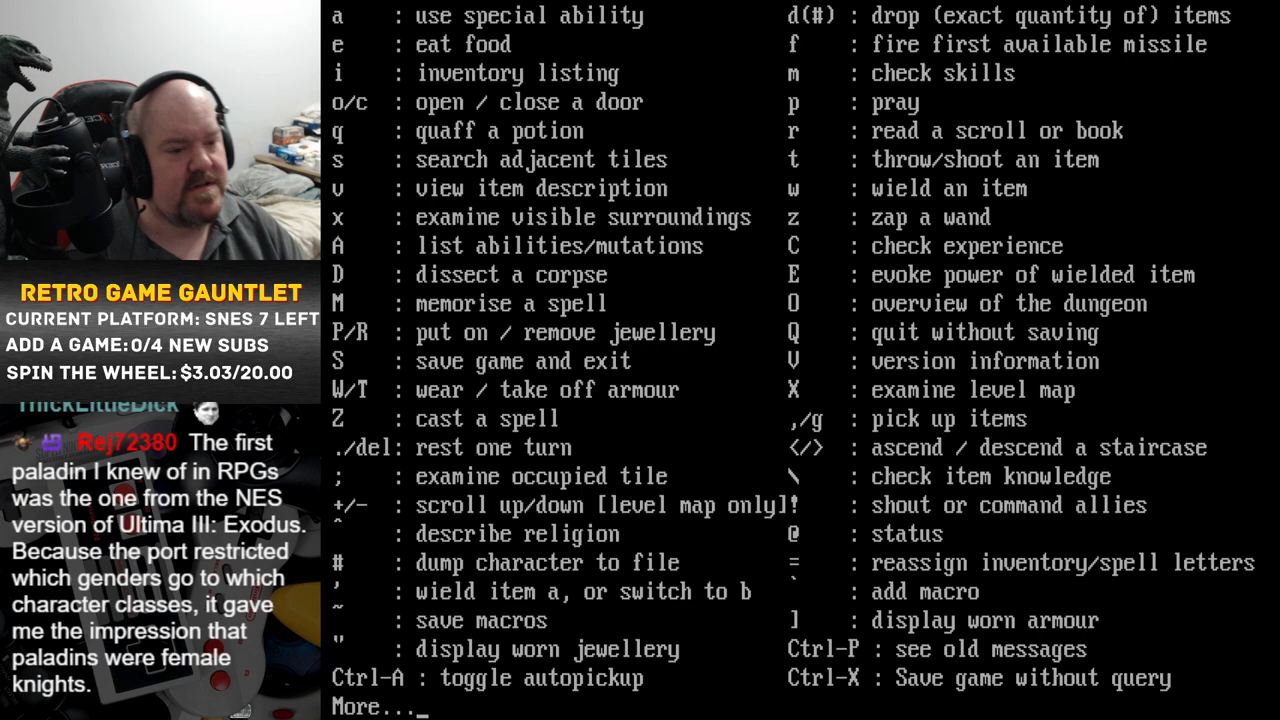 a : use special ability
e : eat food
i : inventory listing
o/c : open / close a door
q : quaff a potion
s : search adjacent tiles
v : view item description
x : examine visible surroundings
A : list abilities/mutations
D : dissect a corpse
M : memorise a spell
P/R : put on / remove jewellery
S : save game and exit
W/T : wear / take off armour
Z : cast a spell
./del: rest one turn
; : examine occupied tile
+/- : scroll up/down [level map only]
^ : describe religion
# : dump character to file
' : wield item a, or switch to b
~ : save macros
" : display worn jewellery
Ctrl-A : toggle autopickup
d(#) : drop (exact quantity of) items
f : fire first available missile
m : check skills
p : pray
r : read a scroll or book
t : throw/shoot an item
w : wield an item
z : zap a wand
C : check experience
E : evoke power of wielded item
O : overview of the dungeon
Q : quit without saving
V : version information
X : examine level map
,/g : pick up items
</> : ascend / descend a staircase
\ : check item knowledge
! : shout or command allies
@ : status
= : reassign inventory/spell letters
` : add macro
] : display worn armour
Ctrl-P : see old messages
Ctrl-X : Save game without query
More..._
RETRO GAME GAUNTLET
CURRENT PLATFORM: SNES 7 LEFT
ADD A GAME: 0/4 NEW SUBS
SPIN THE WHEEL: $3.03/20.00
ThickLittleDick
Rej72380 The first
paladin I knew of in RPGs
was the one from the NES
version of Ultima III: Exodus.
Because the port restricted
which genders go to which
character classes, it gave
me the impression that
paladins were female
knights.